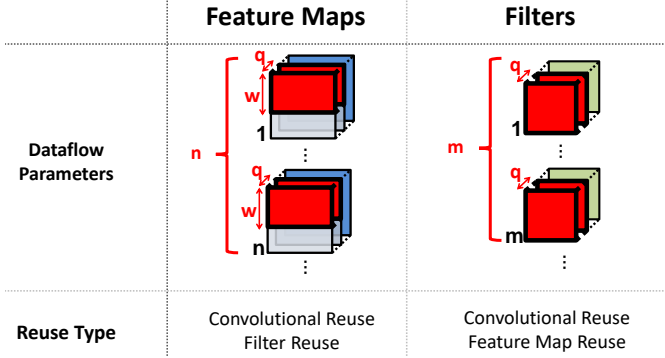 Feature Maps
Filters
Dataflow
Parameters
n
q
w
1
⋮
q
w
n
⋮
m
q
1
⋮
q
m
⋮
Reuse Type
Convolutional Reuse
Filter Reuse
Convolutional Reuse
Feature Map Reuse